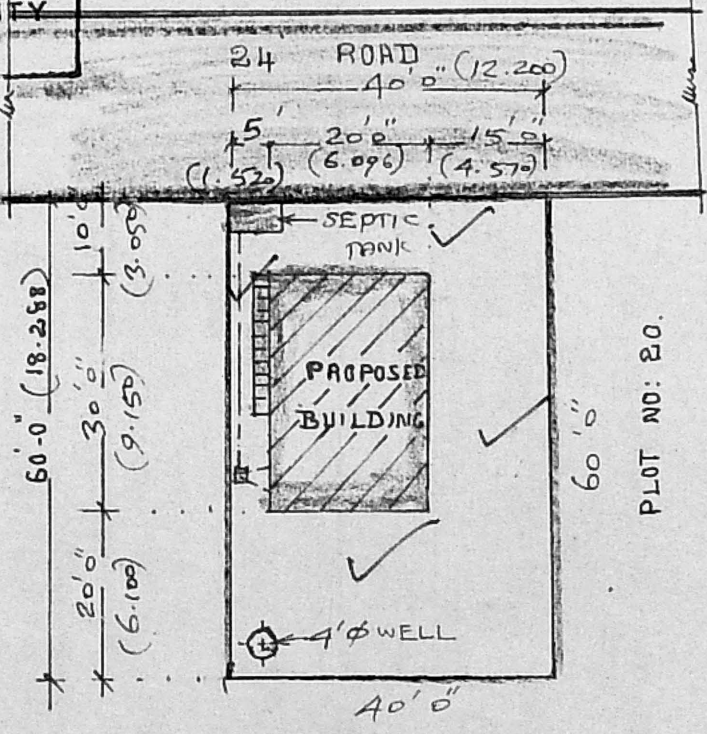 TY
24 ROAD
40'0" (12.200)
5' 20'0" 15'0"
(1.520) (6.096) (4.570)
SEPTIC
TANK
10'0"
(3.050)
60'-0" (18.288)
30'0"
(9.150)
20'0"
(6.100)
PROPOSED
BUILDING
60'0"
PLOT NO: 20.
4'Ø WELL
40'0"